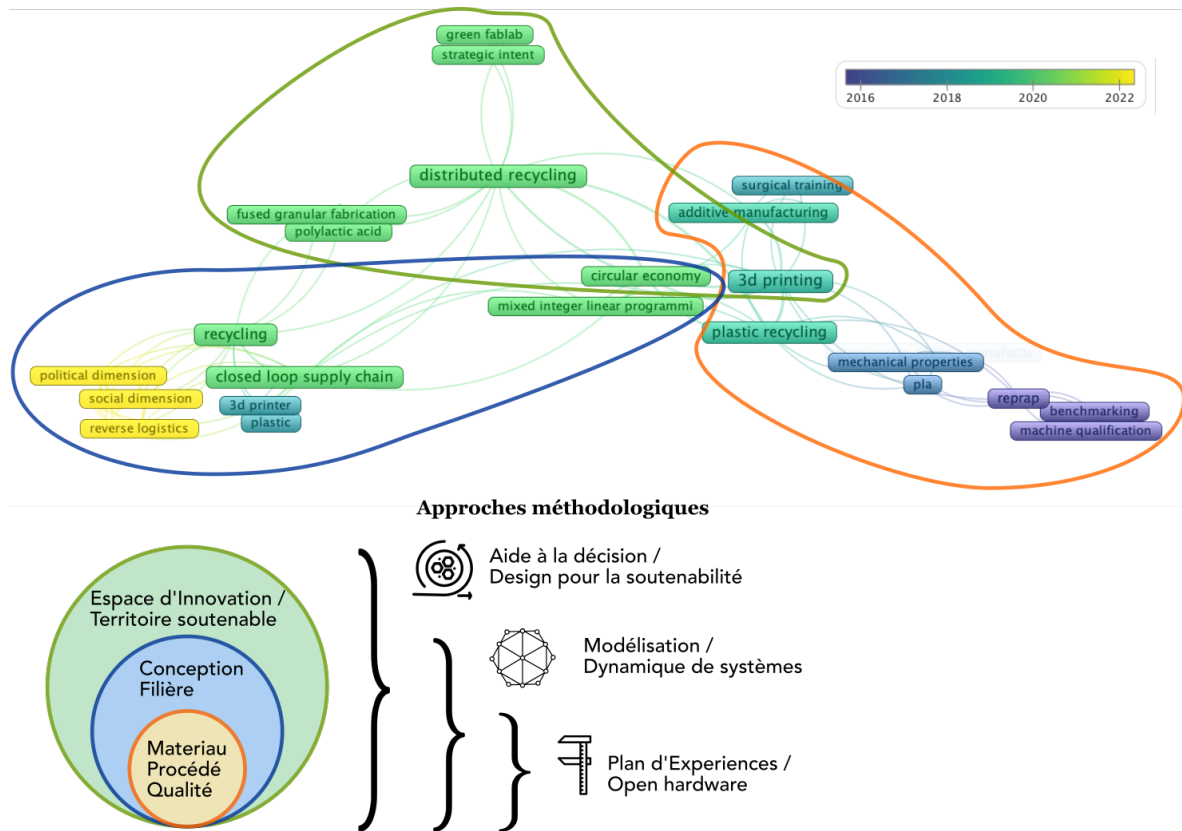 green fablab
strategic intent
2016
2018
2020
2022
distributed recycling
surgical training
additive manufacturing
fused granular fabrication
polylactic acid
circular economy
3d printing
mixed integer linear programmi
plastic recycling
recycling
mechanical properties
manufactu
political dimension
closed loop supply chain
pla
social dimension
3d printer
reprap
benchmarking
reverse logistics
plastic
machine qualification
Approches méthodologiques
Aide à la décision /
Design pour la soutenabilité
Espace d'Innovation /
Territoire soutenable
Modélisation /
Dynamique de systèmes
Conception
Filière
Materiau
Procédé
Qualité
Plan d'Experiences /
Open hardware